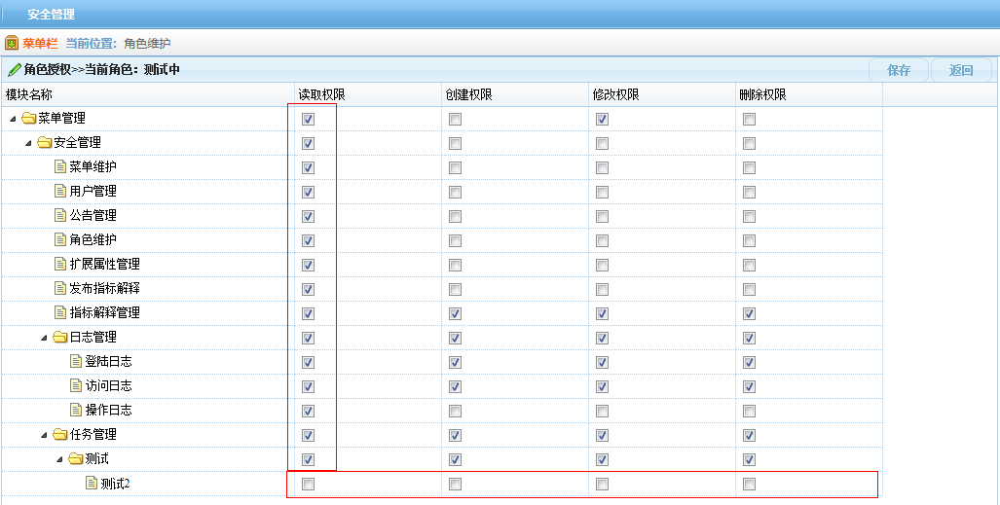 安全管理
菜单栏 当前位置: 角色维护
角色授权>>当前角色：测试中 保存 返回
模块名称 读取权限 创建权限 修改权限 删除权限
菜单管理
安全管理
菜单维护
用户管理
公告管理
角色维护
扩展属性管理
发布指标解释
指标解释管理
日志管理
登陆日志
访问日志
操作日志
任务管理
测试
测试2